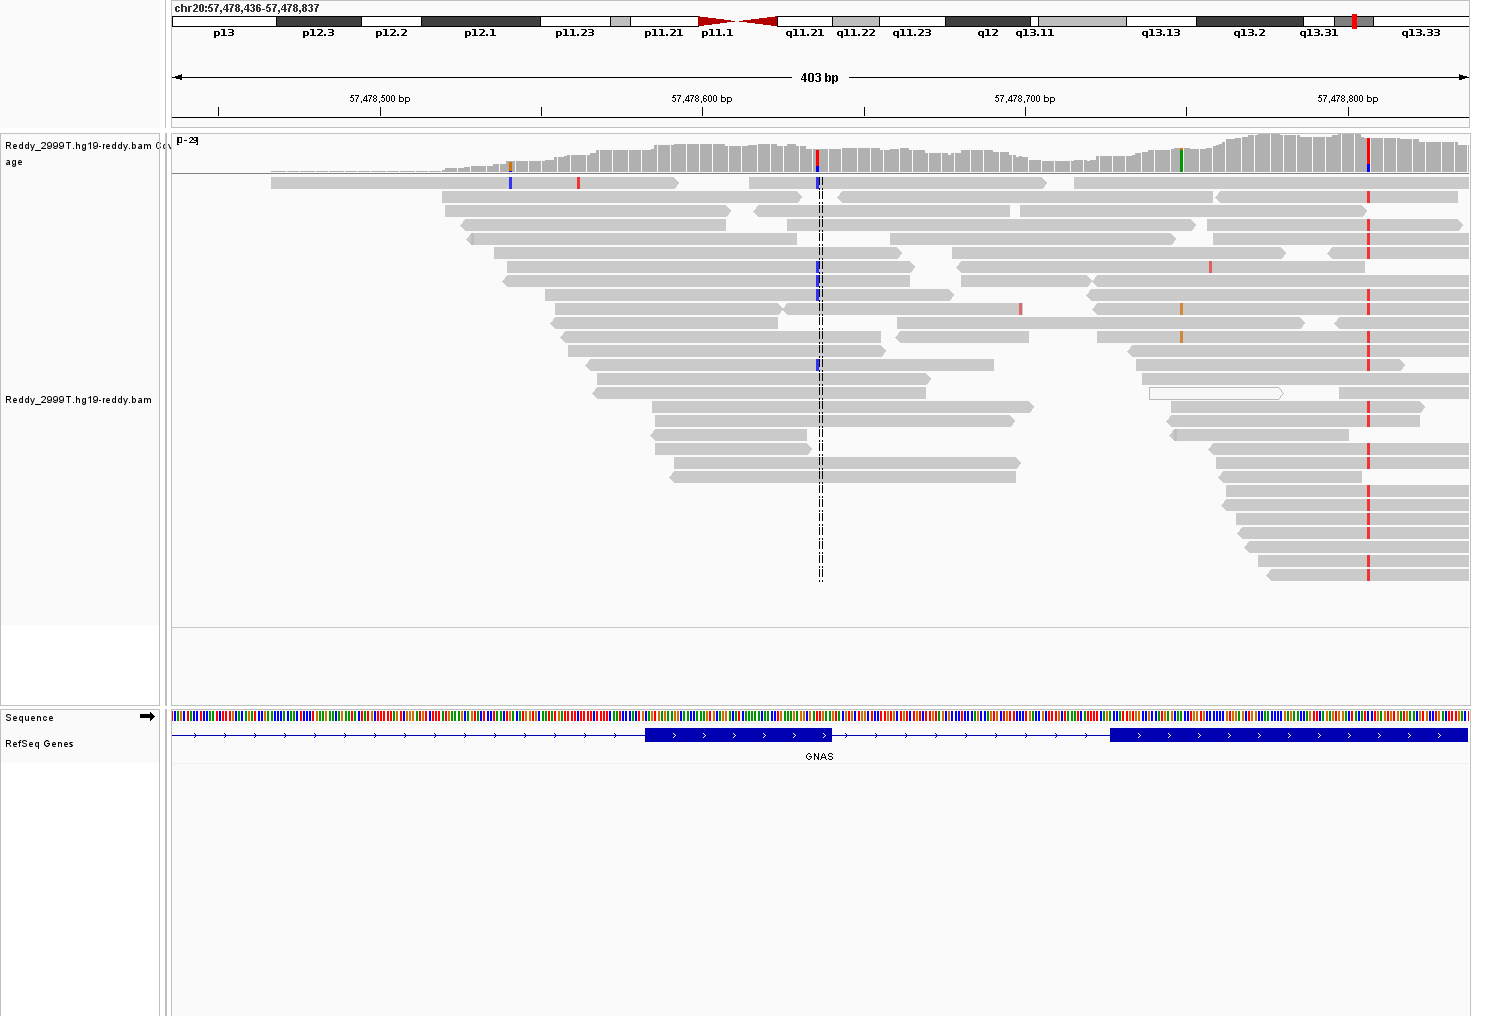 chr20:57,478,436-57,478,837
p13 p12.3 p12.2 p12.1 p11.23 p11.21 p11.1 q11.21 q11.22 q11.23 q12 q13.11 q13.13 q13.2 q13.31 q13.33
403 bp
57,478,500 bp 57,478,600 bp 57,478,700 bp 57,478,800 bp
Reddy_2999T.hg19-reddy.bam Cov
age
[0 - 29]
Reddy_2999T.hg19-reddy.bam
Sequence
RefSeq Genes
GNAS